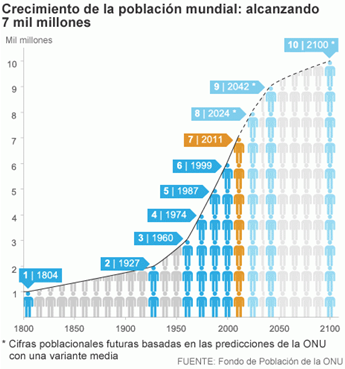 Crecimiento de la población mundial: alcanzando
7 mil millones
Mil millones
10
9
8
7
6
5
4
3
2
1
10 | 2100 *
9 | 2042 *
8 | 2024 *
7 | 2011
6 | 1999
5 | 1987
4 | 1974
3 | 1960
2 | 1927
1 | 1804
1800 1850 1900 1950 2000 2050 2100
* Cifras poblacionales futuras basadas en las predicciones de la ONU
con una variante media
FUENTE: Fondo de Población de la ONU